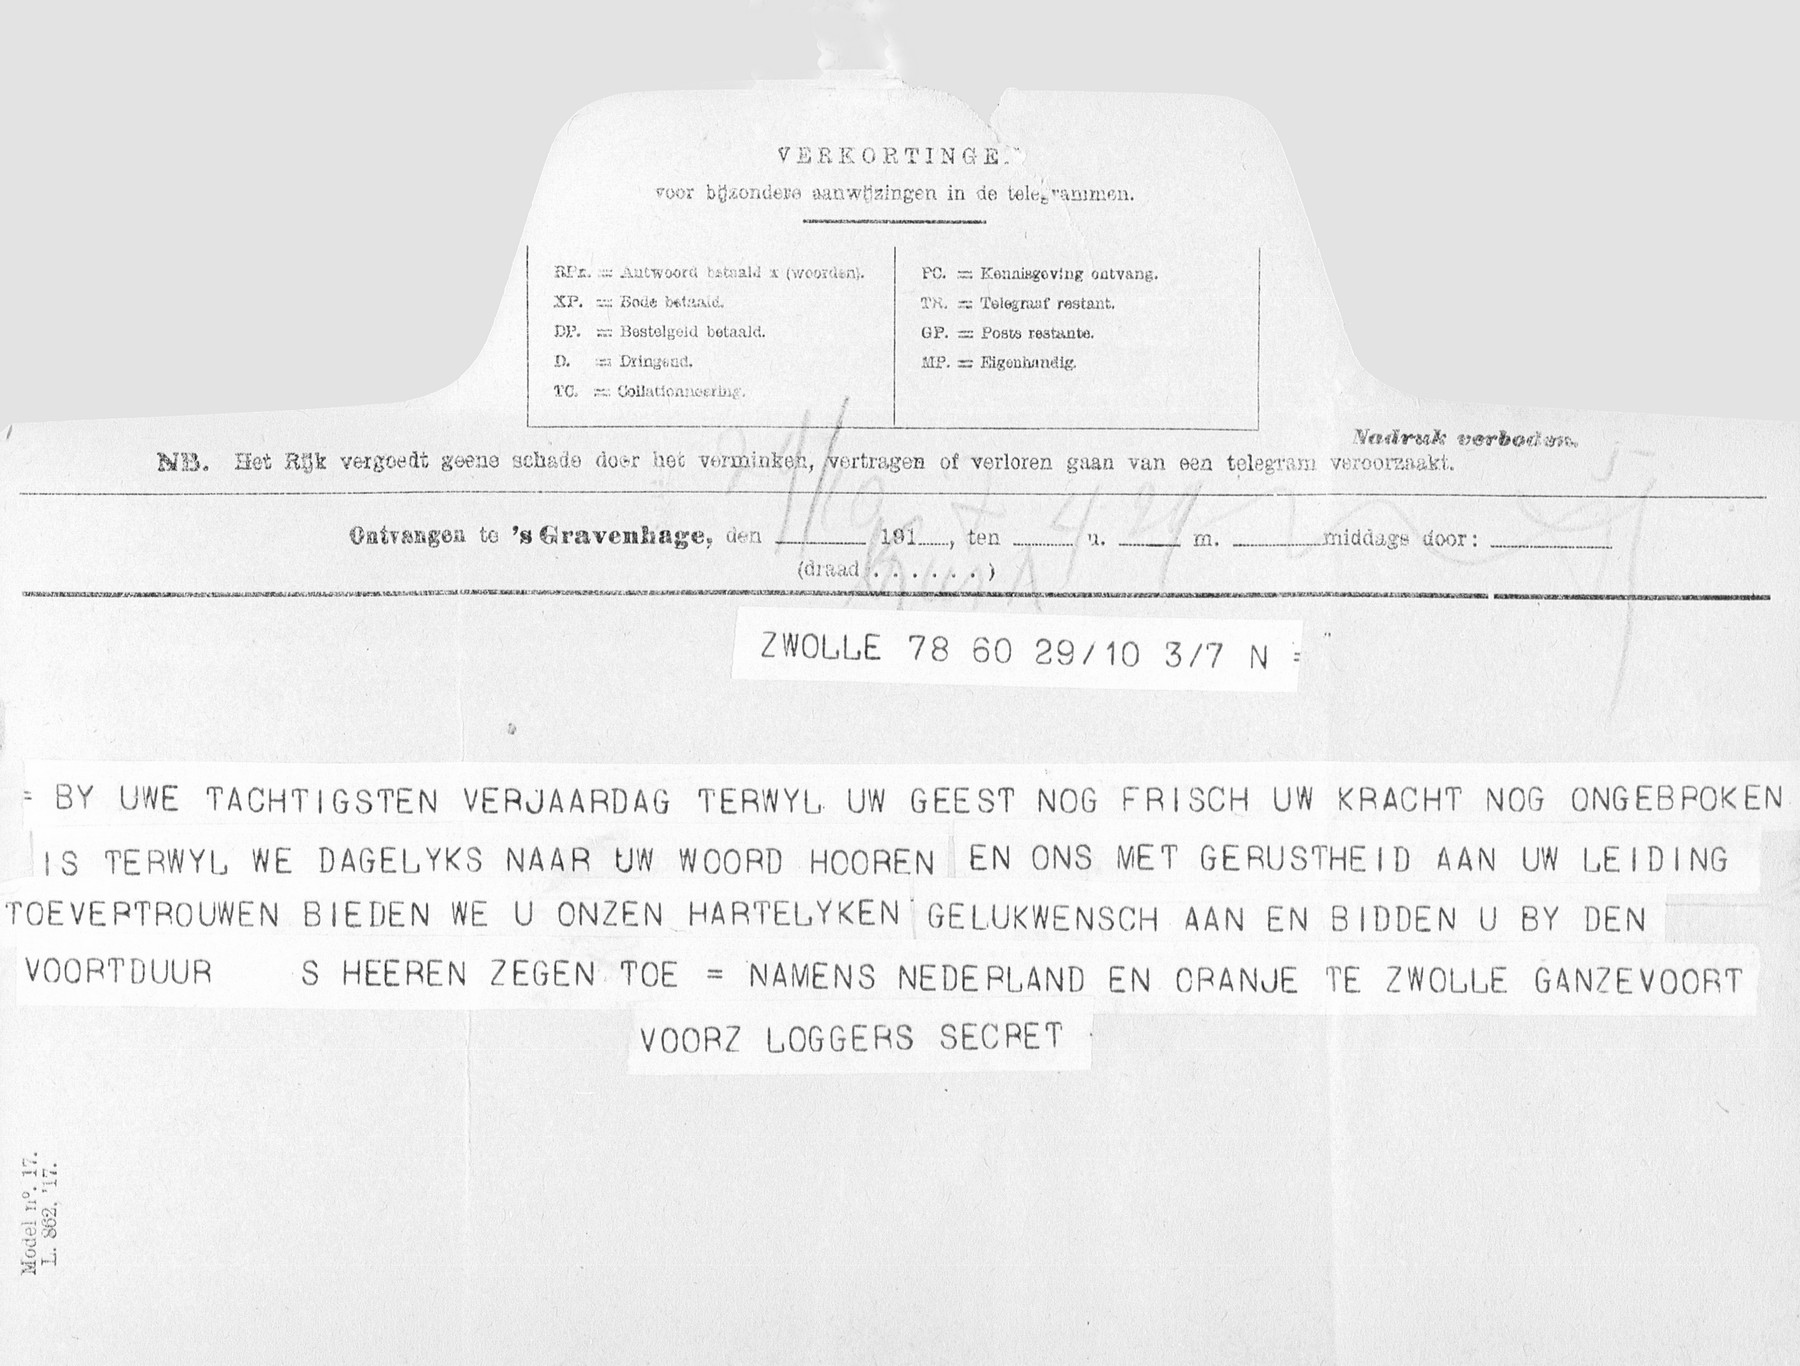 VERKORTINGE
voor bijzondere aanwijzingen in de telegrammen.
RPx. = Antwoord betaald x (woorden).
XP. = Bode betaald.
DP. = Bestelgeld betaald.
D. = Dringend.
TC. = Collationneering.
PC. = Kennisgeving ontvang.
TR. = Telegraaf restant.
GP. = Poste restante.
MP. = Eigenhandig.
Nadruk verboden.
NB. Het Rijk vergoedt geene schade door het verminken, vertragen of verloren gaan van een telegram veroorzaakt.
Ontvangen te 's Gravenhage, den ........ 191...., ten ........ u. ........ m. ........ middags door: ........
(draad . . . . . . )
ZWOLLE 78 60 29/10 3/7 N =
= BY UWE TACHTIGSTEN VERJAARDAG TERWYL UW GEEST NOG FRISCH UW KRACHT NOG ONGEBROKEN
IS TERWYL WE DAGELYKS NAAR UW WOORD HOOREN EN ONS MET GERUSTHEID AAN UW LEIDING
TOEVERTROUWEN BIEDEN WE U ONZEN HARTELYKEN GELUKWENSCH AAN EN BIDDEN U BY DEN
VOORTDUUR S HEEREN ZEGEN TOE = NAMENS NEDERLAND EN ORANJE TE ZWOLLE GANZEVOORT
VOORZ LOGGERS SECRET
Model nº. 17.
L. 862. '17.